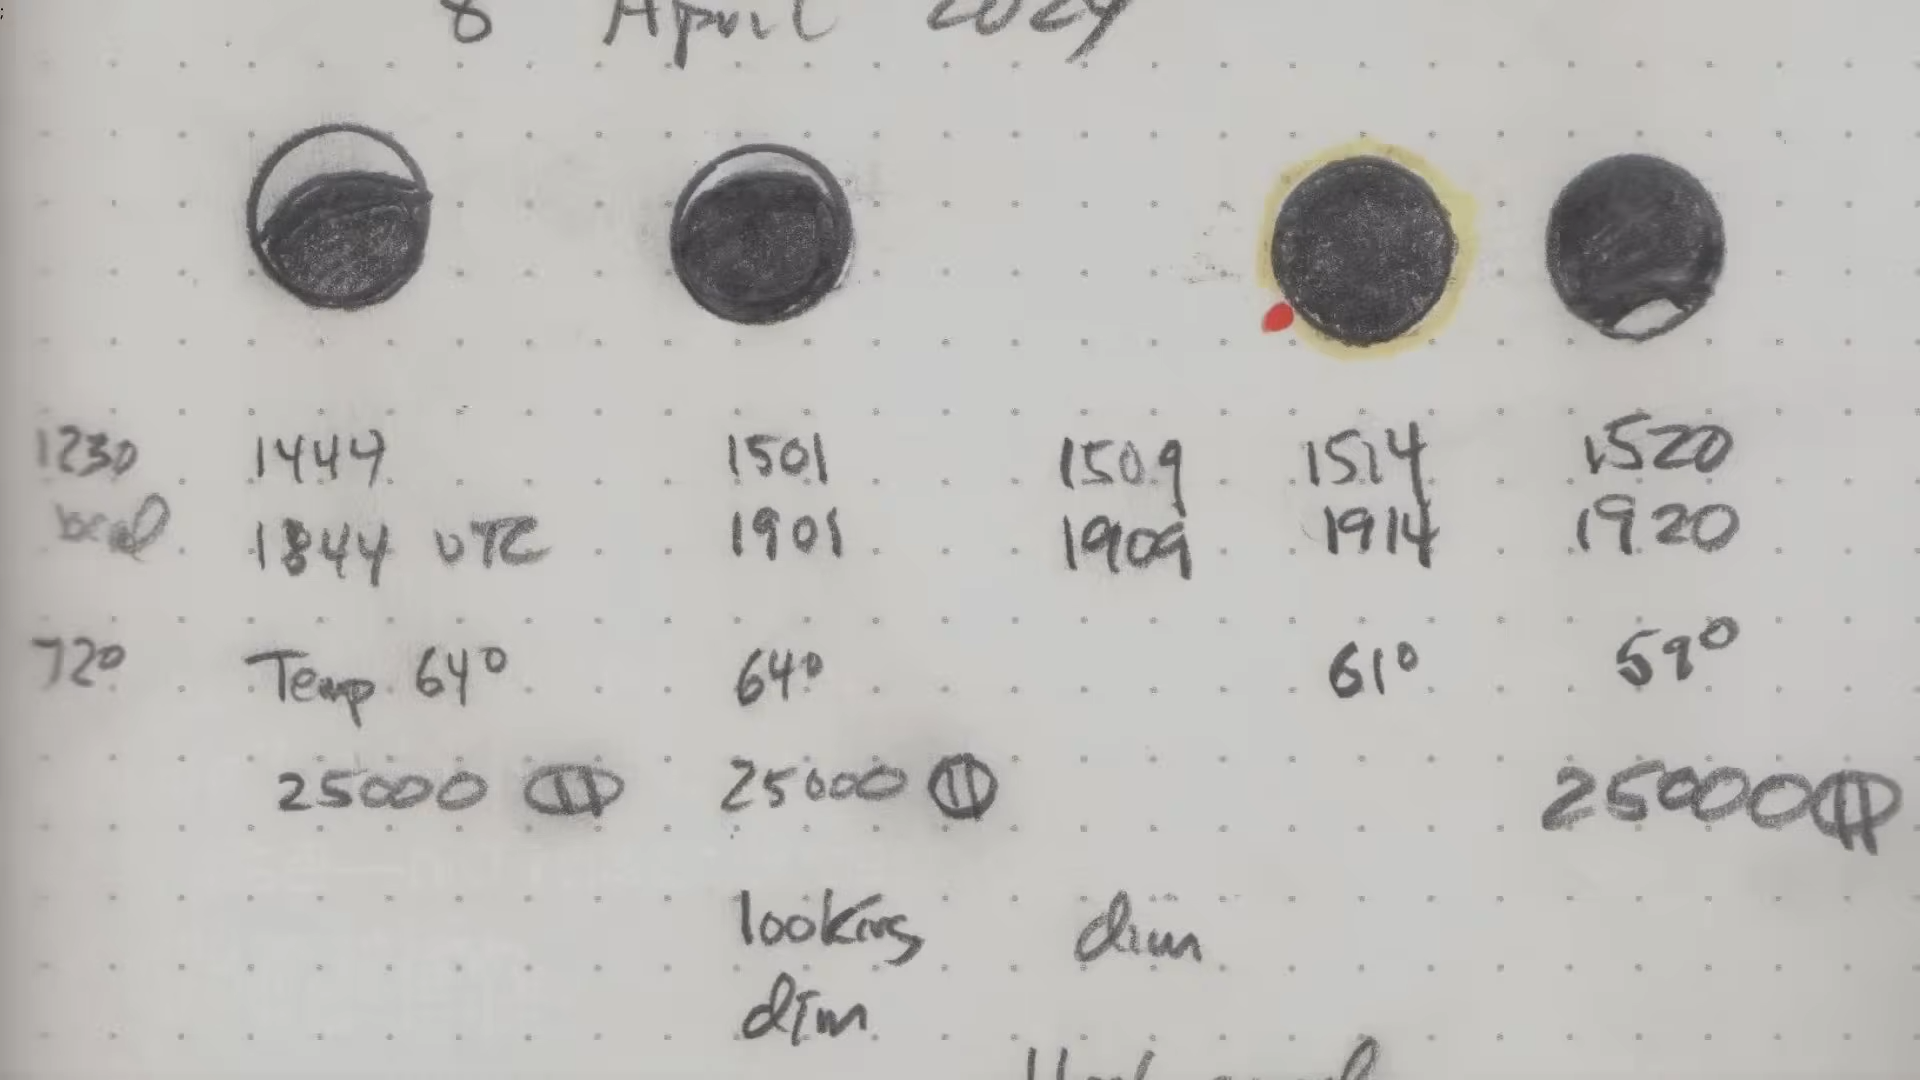 8 April 2024
1230 1444 1501 1509 1514 1520
local 1844 UTC 1901 1909 1914 1920
72° Temp 64° 64° 61° 59°
25000 25000 25000
looking dim
dim